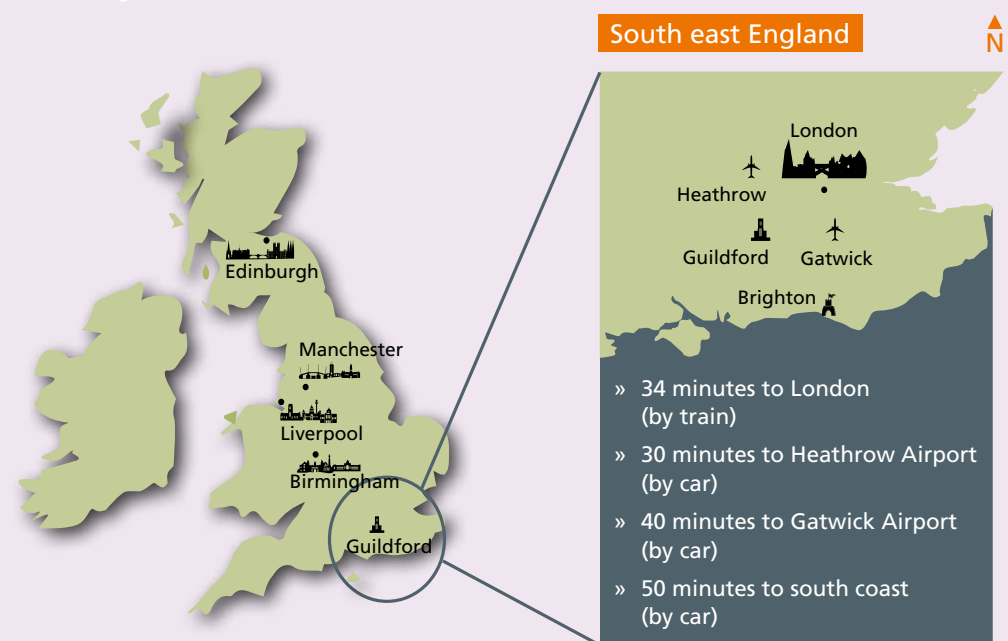 South east England
N
London
Heathrow
Guildford
Gatwick
Brighton
Edinburgh
Manchester
Liverpool
Birmingham
Guildford
» 34 minutes to London
(by train)
» 30 minutes to Heathrow Airport
(by car)
» 40 minutes to Gatwick Airport
(by car)
» 50 minutes to south coast
(by car)